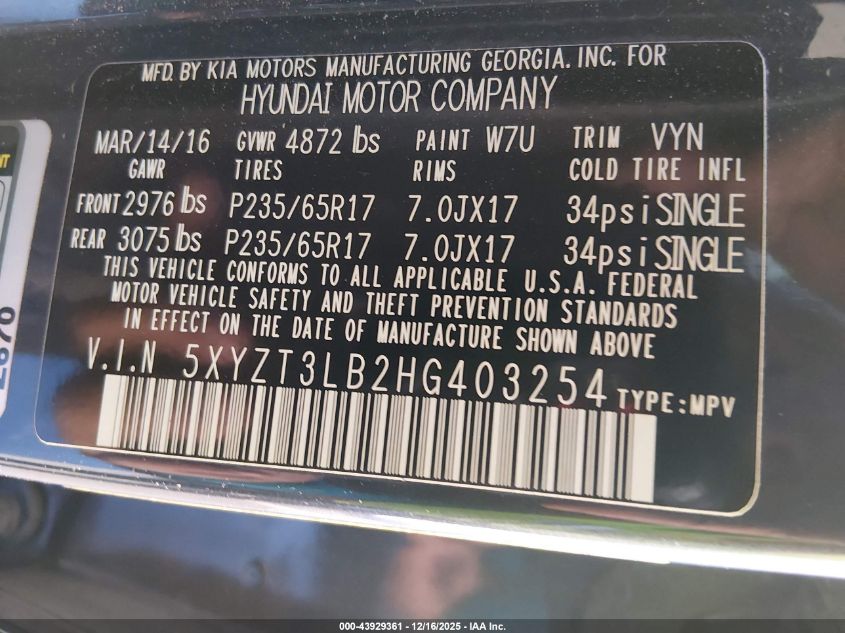 MFD. BY KIA MOTORS MANUFACTURING GEORGIA. INC. FOR
HYUNDAI MOTOR COMPANY
MAR/14/16 GVWR 4872 lbs PAINT W7U TRIM VYN
GAWR TIRES RIMS COLD TIRE INFL
FRONT 2976 lbs P235/65R17 7.0JX17 34psi SINGLE
REAR 3075 lbs P235/65R17 7.0JX17 34psi SINGLE
THIS VEHICLE CONFORMS TO ALL APPLICABLE U.S.A. FEDERAL
MOTOR VEHICLE SAFETY AND THEFT PREVENTION STANDARDS
IN EFFECT ON THE DATE OF MANUFACTURE SHOWN ABOVE
V.I.N 5XYZT3LB2HG403254 TYPE:MPV
000-43929361 - 12/16/2025 - IAA Inc.